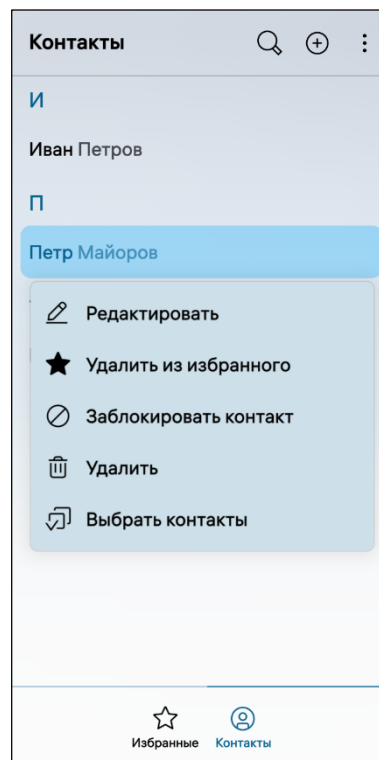 Контакты
И
Иван Петров
П
Петр Майоров
Редактировать
Удалить из избранного
Заблокировать контакт
Удалить
Выбрать контакты
Избранные Контакты